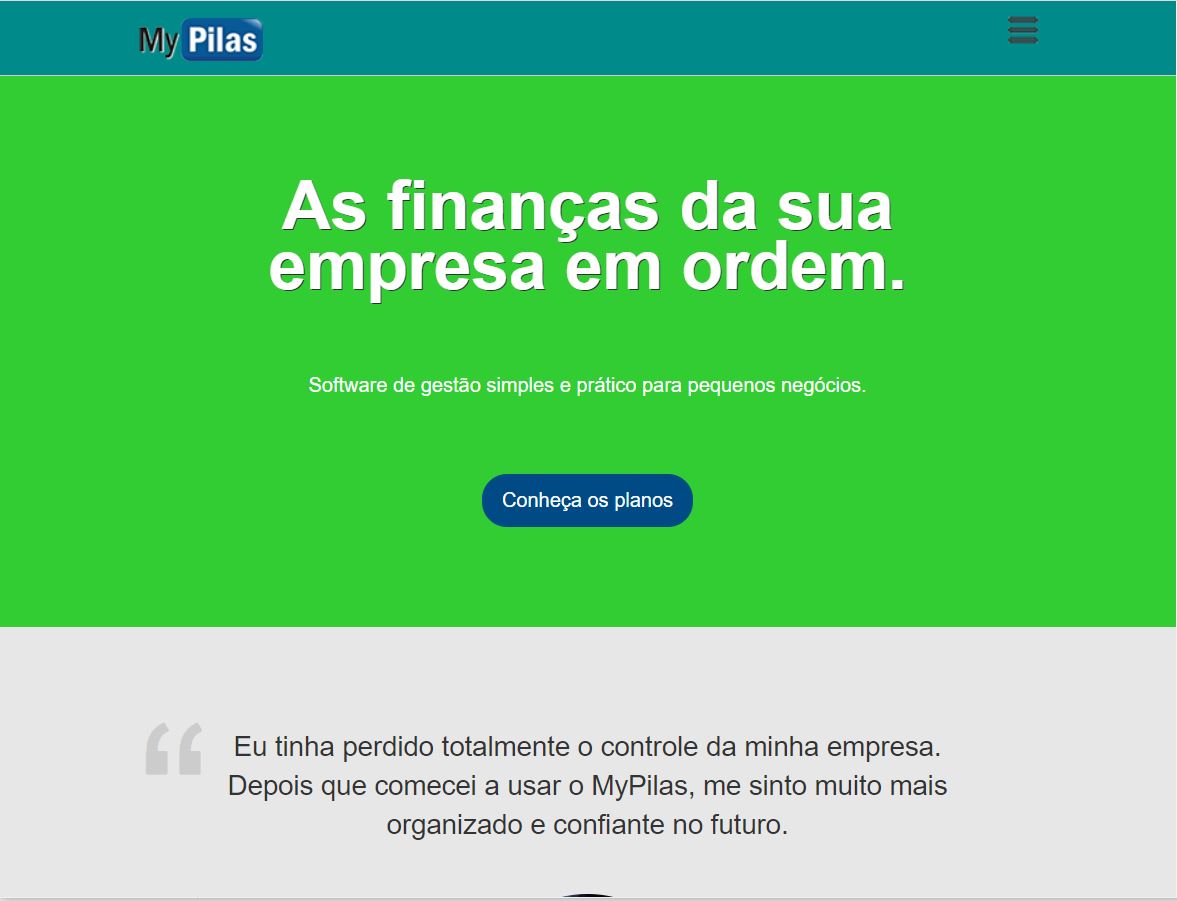 My Pilas
As finanças da sua
empresa em ordem.
Software de gestão simples e prático para pequenos negócios.
Conheça os planos
“
Eu tinha perdido totalmente o controle da minha empresa.
Depois que comecei a usar o MyPilas, me sinto muito mais
organizado e confiante no futuro.